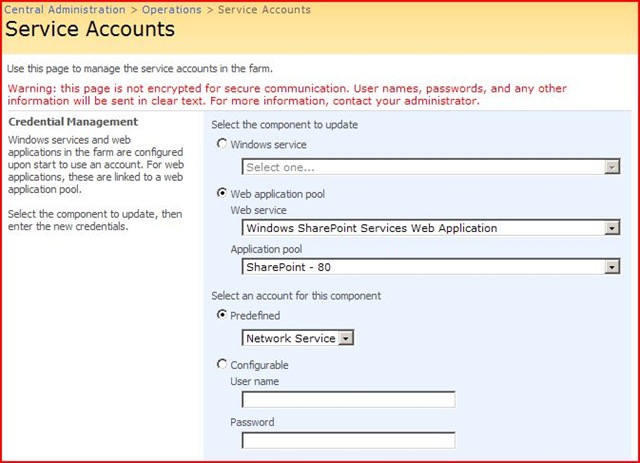 Central Administration > Operations > Service Accounts
Service Accounts
Use this page to manage the service accounts in the farm.
Warning: this page is not encrypted for secure communication. User names, passwords, and any other
information will be sent in clear text. For more information, contact your administrator.
Credential Management
Windows services and web
applications in the farm are configured
upon start to use an account. For web
applications, these are linked to a web
application pool.
Select the component to update, then
enter the new credentials.
Select the component to update
Windows service
Select one...
Web application pool
Web service
Windows SharePoint Services Web Application
Application pool
SharePoint - 80
Select an account for this component
Predefined
Network Service
Configurable
User name
Password